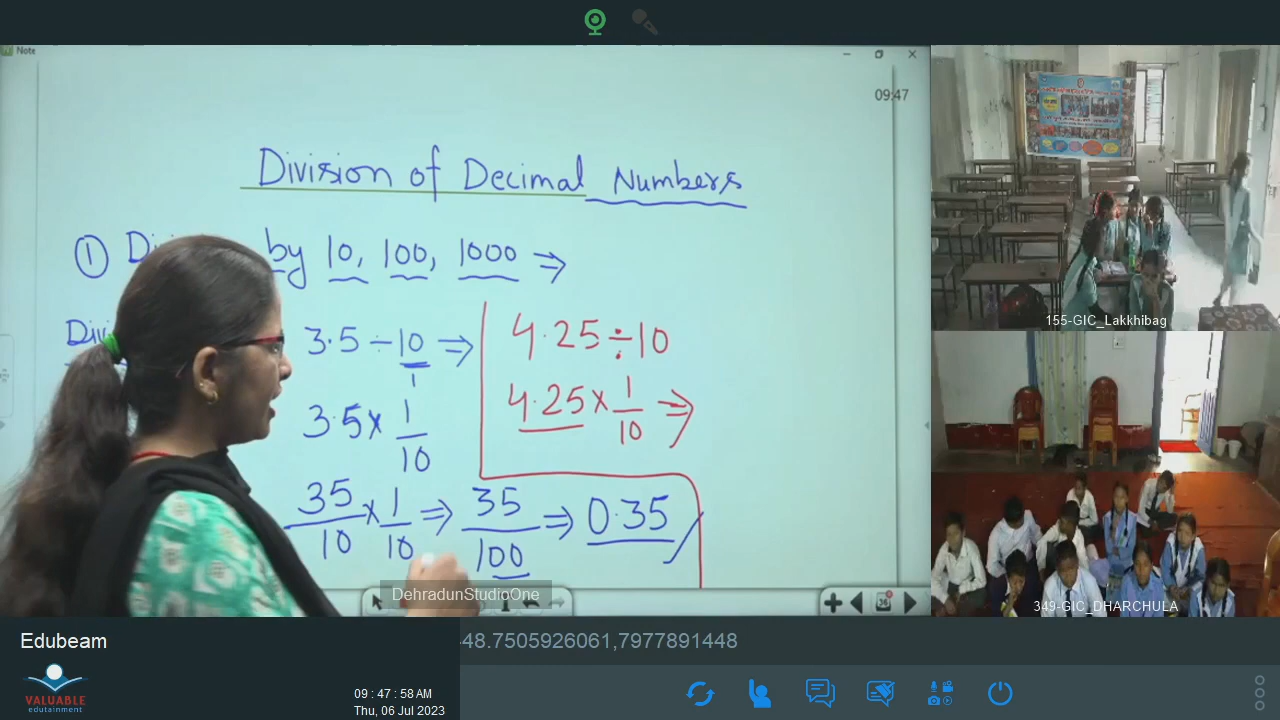 Note
09:47
Division of Decimal Numbers
① by 10, 100, 1000 ⇒
3.5 ÷ 10 ⇒
1
3.5 × 1/10
35/10 × 1/10 ⇒ 35/100 ⇒ 0.35
4.25 ÷ 10
4.25 × 1/10 ⇒
DehradunStudioOne
36
155-GIC_Lakkhibag
349-GIC_DHARCHULA
Edubeam
48.7505926061,7977891448
VALUABLE
edutainment
09 : 47 : 58 AM
Thu, 06 Jul 2023